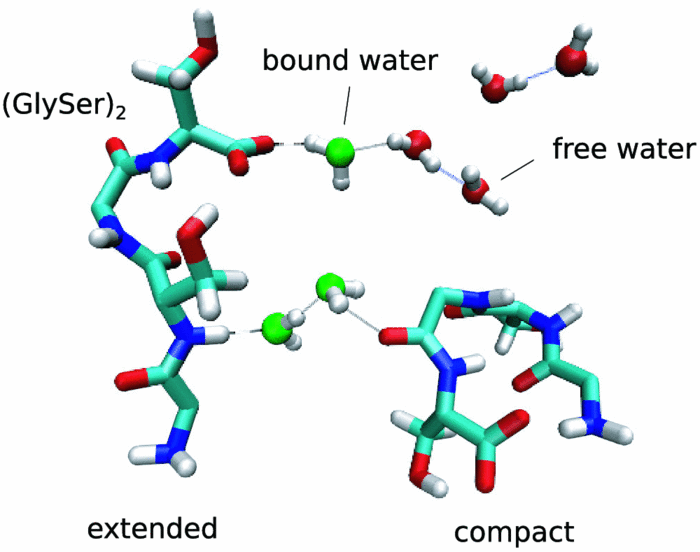 bound water
(GlySer)₂
free water
extended
compact